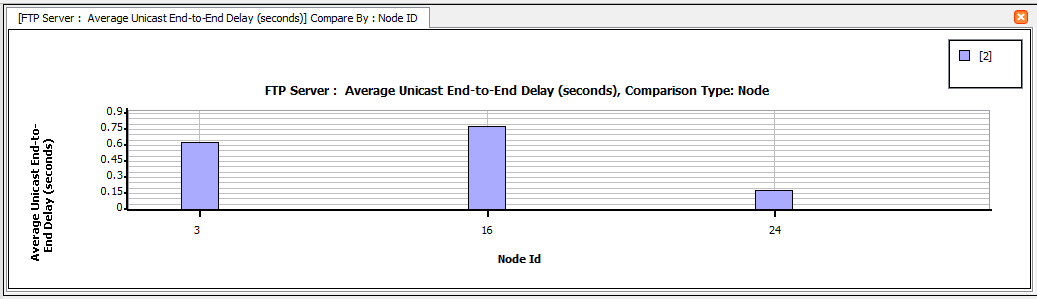 [FTP Server :  Average Unicast End-to-End Delay (seconds)] Compare By : Node ID
[2]
FTP Server :  Average Unicast End-to-End Delay (seconds), Comparison Type: Node
Average Unicast End-to-
End Delay (seconds)
0.9
0.75
0.6
0.45
0.3
0.15
0
3
16
24
Node Id